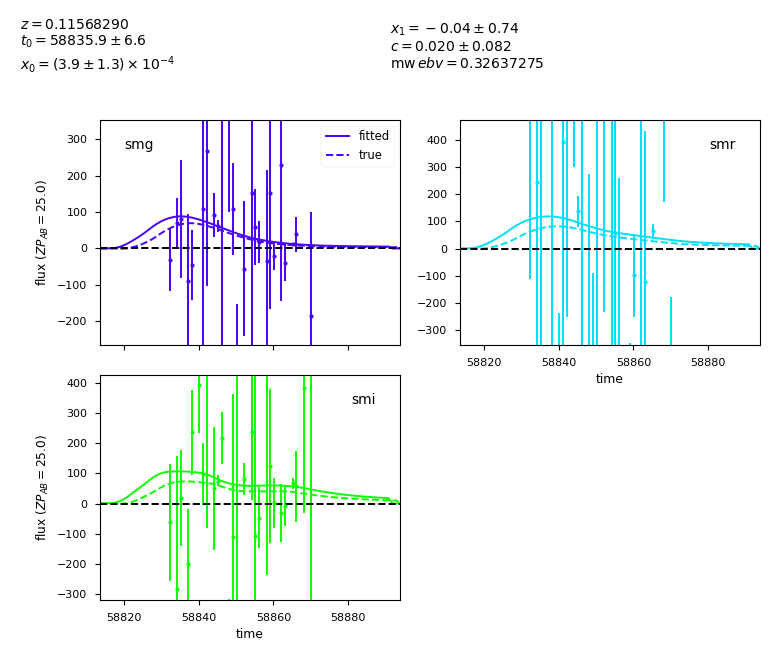 z = 0.11568290
t₀ = 58835.9 ± 6.6
x₀ = (3.9 ± 1.3) × 10⁻⁴
x₁ = −0.04 ± 0.74
c = 0.020 ± 0.082
mw ebv = 0.32637275
smg
fitted
true
300
200
100
0
−100
−200
flux (ZP_AB = 25.0)
smr
400
300
200
100
0
−100
−200
−300
58820 58840 58860 58880
time
smi
400
300
200
100
0
−100
−200
−300
flux (ZP_AB = 25.0)
58820 58840 58860 58880
time